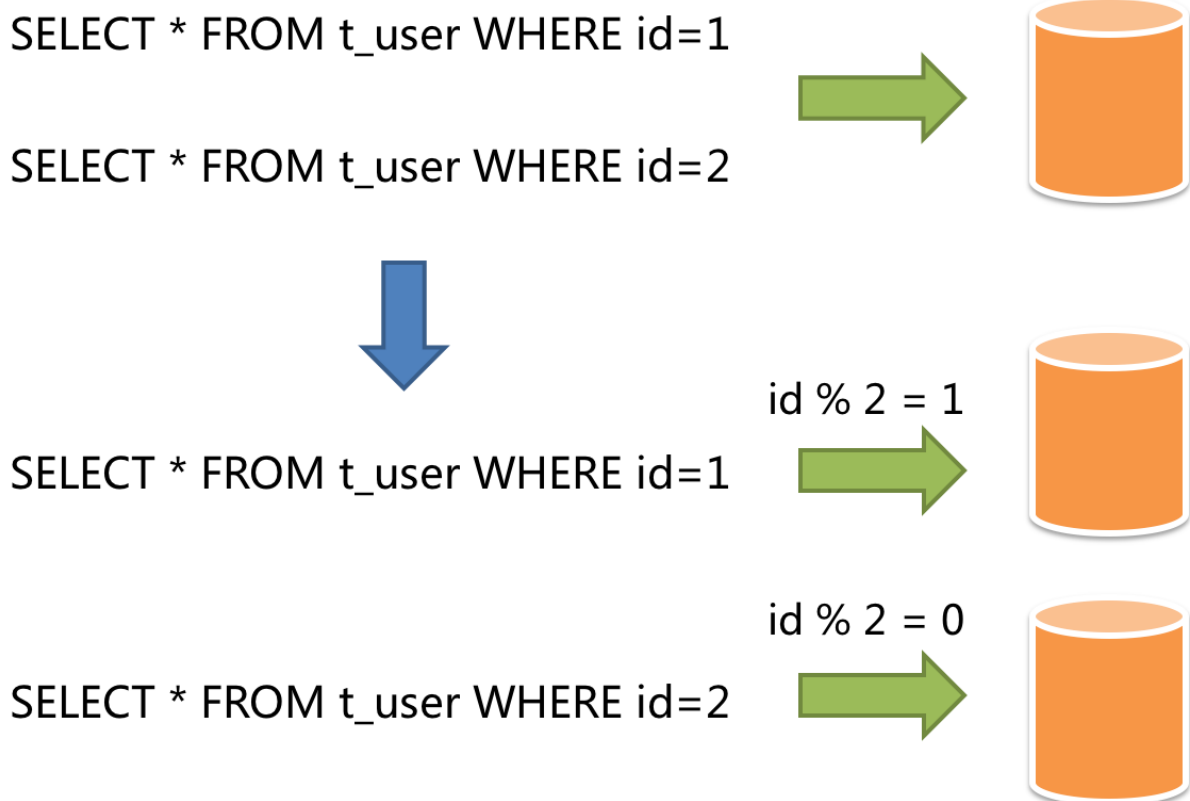 SELECT * FROM t_user WHERE id=1
SELECT * FROM t_user WHERE id=2
id % 2 = 1
SELECT * FROM t_user WHERE id=1
id % 2 = 0
SELECT * FROM t_user WHERE id=2